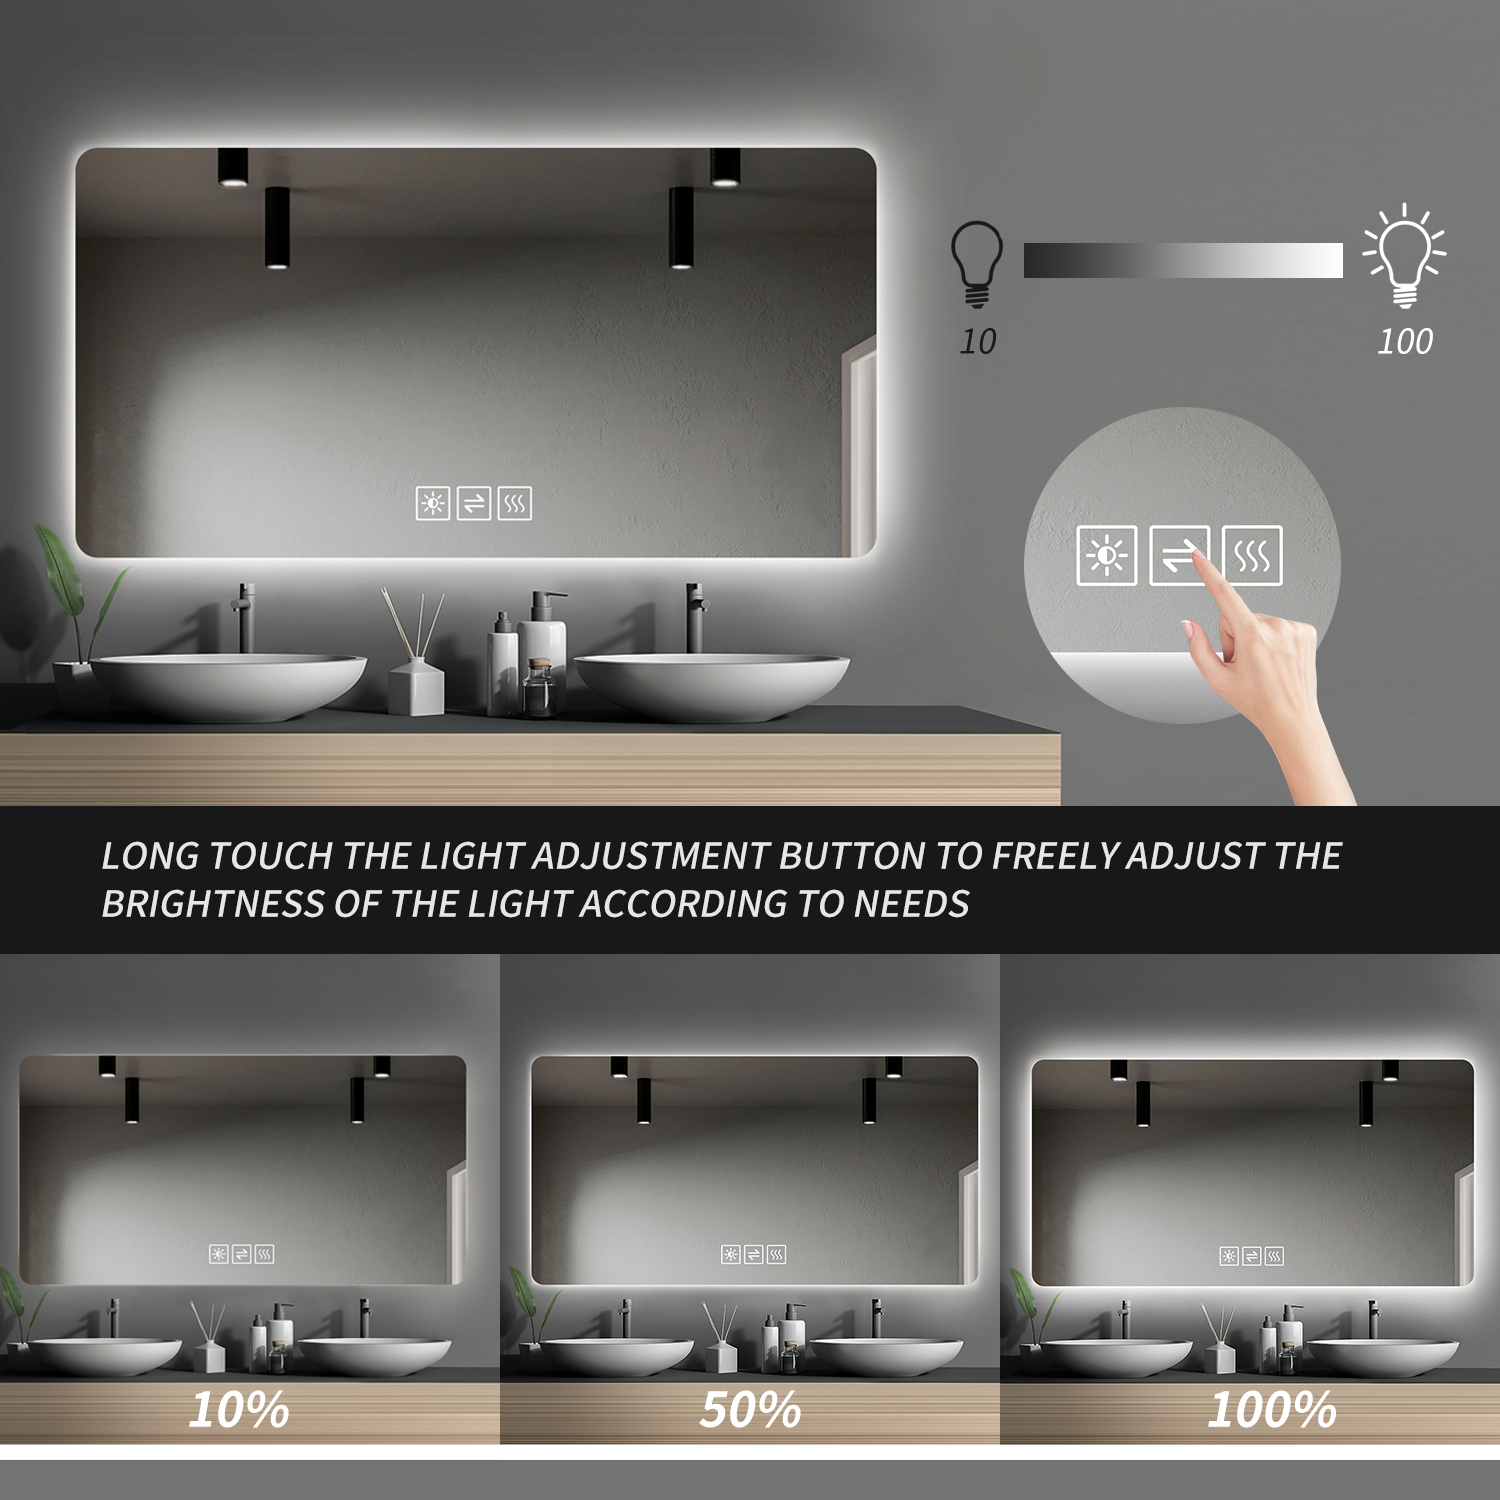 10
100
LONG TOUCH THE LIGHT ADJUSTMENT BUTTON TO FREELY ADJUST THE
BRIGHTNESS OF THE LIGHT ACCORDING TO NEEDS
10%
50%
100%